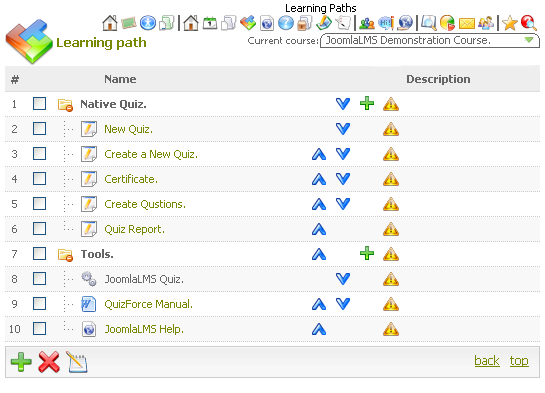 Learning Paths
Learning path
Current course: JoomlaLMS Demonstration Course.
# Name Description
1 Native Quiz.
2 New Quiz.
3 Create a New Quiz.
4 Certificate.
5 Create Qustions.
6 Quiz Report.
7 Tools.
8 JoomlaLMS Quiz.
9 QuizForce Manual.
10 JoomlaLMS Help.
back top